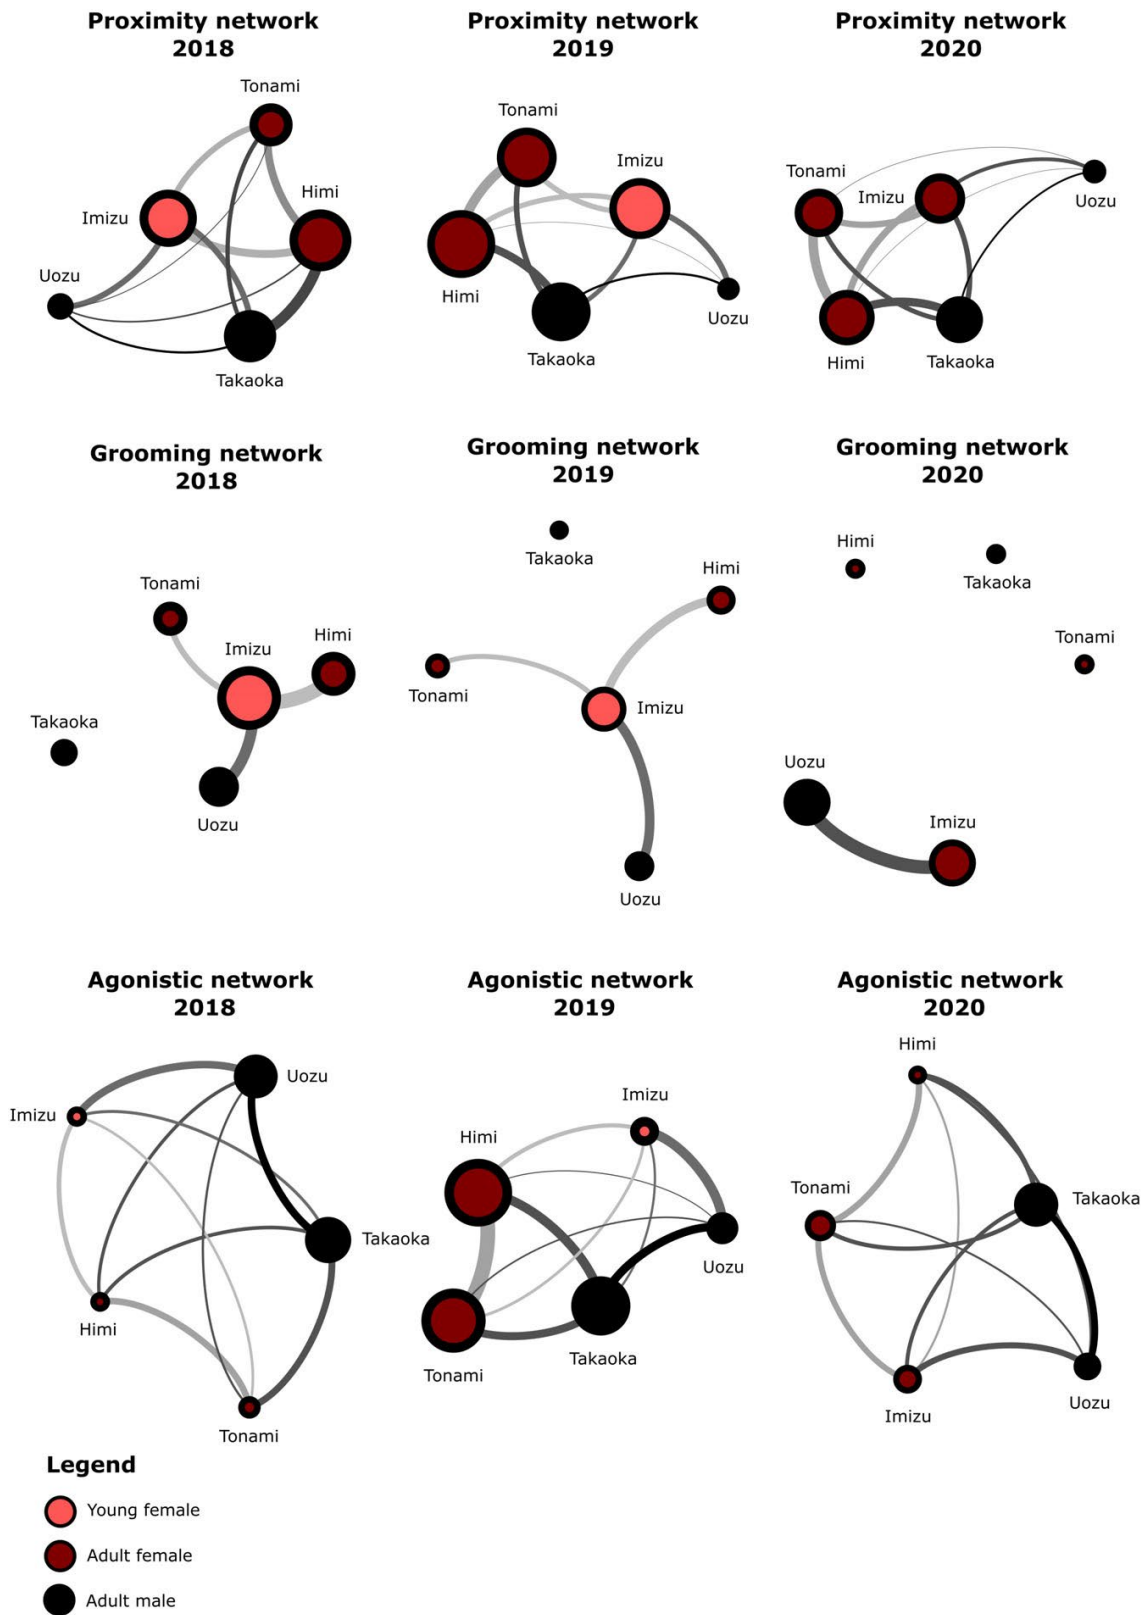 Proximity network
2018
Proximity network
2019
Proximity network
2020
Tonami
Himi
Imizu
Uozu
Takaoka
Tonami
Imizu
Himi
Uozu
Takaoka
Tonami
Imizu
Uozu
Himi
Takaoka
Grooming network
2018
Grooming network
2019
Grooming network
2020
Tonami
Imizu
Himi
Takaoka
Uozu
Takaoka
Himi
Tonami
Imizu
Uozu
Himi
Takaoka
Tonami
Uozu
Imizu
Agonistic network
2018
Agonistic network
2019
Agonistic network
2020
Uozu
Imizu
Takaoka
Himi
Tonami
Imizu
Himi
Uozu
Takaoka
Tonami
Himi
Tonami
Takaoka
Uozu
Imizu
Legend
Young female
Adult female
Adult male